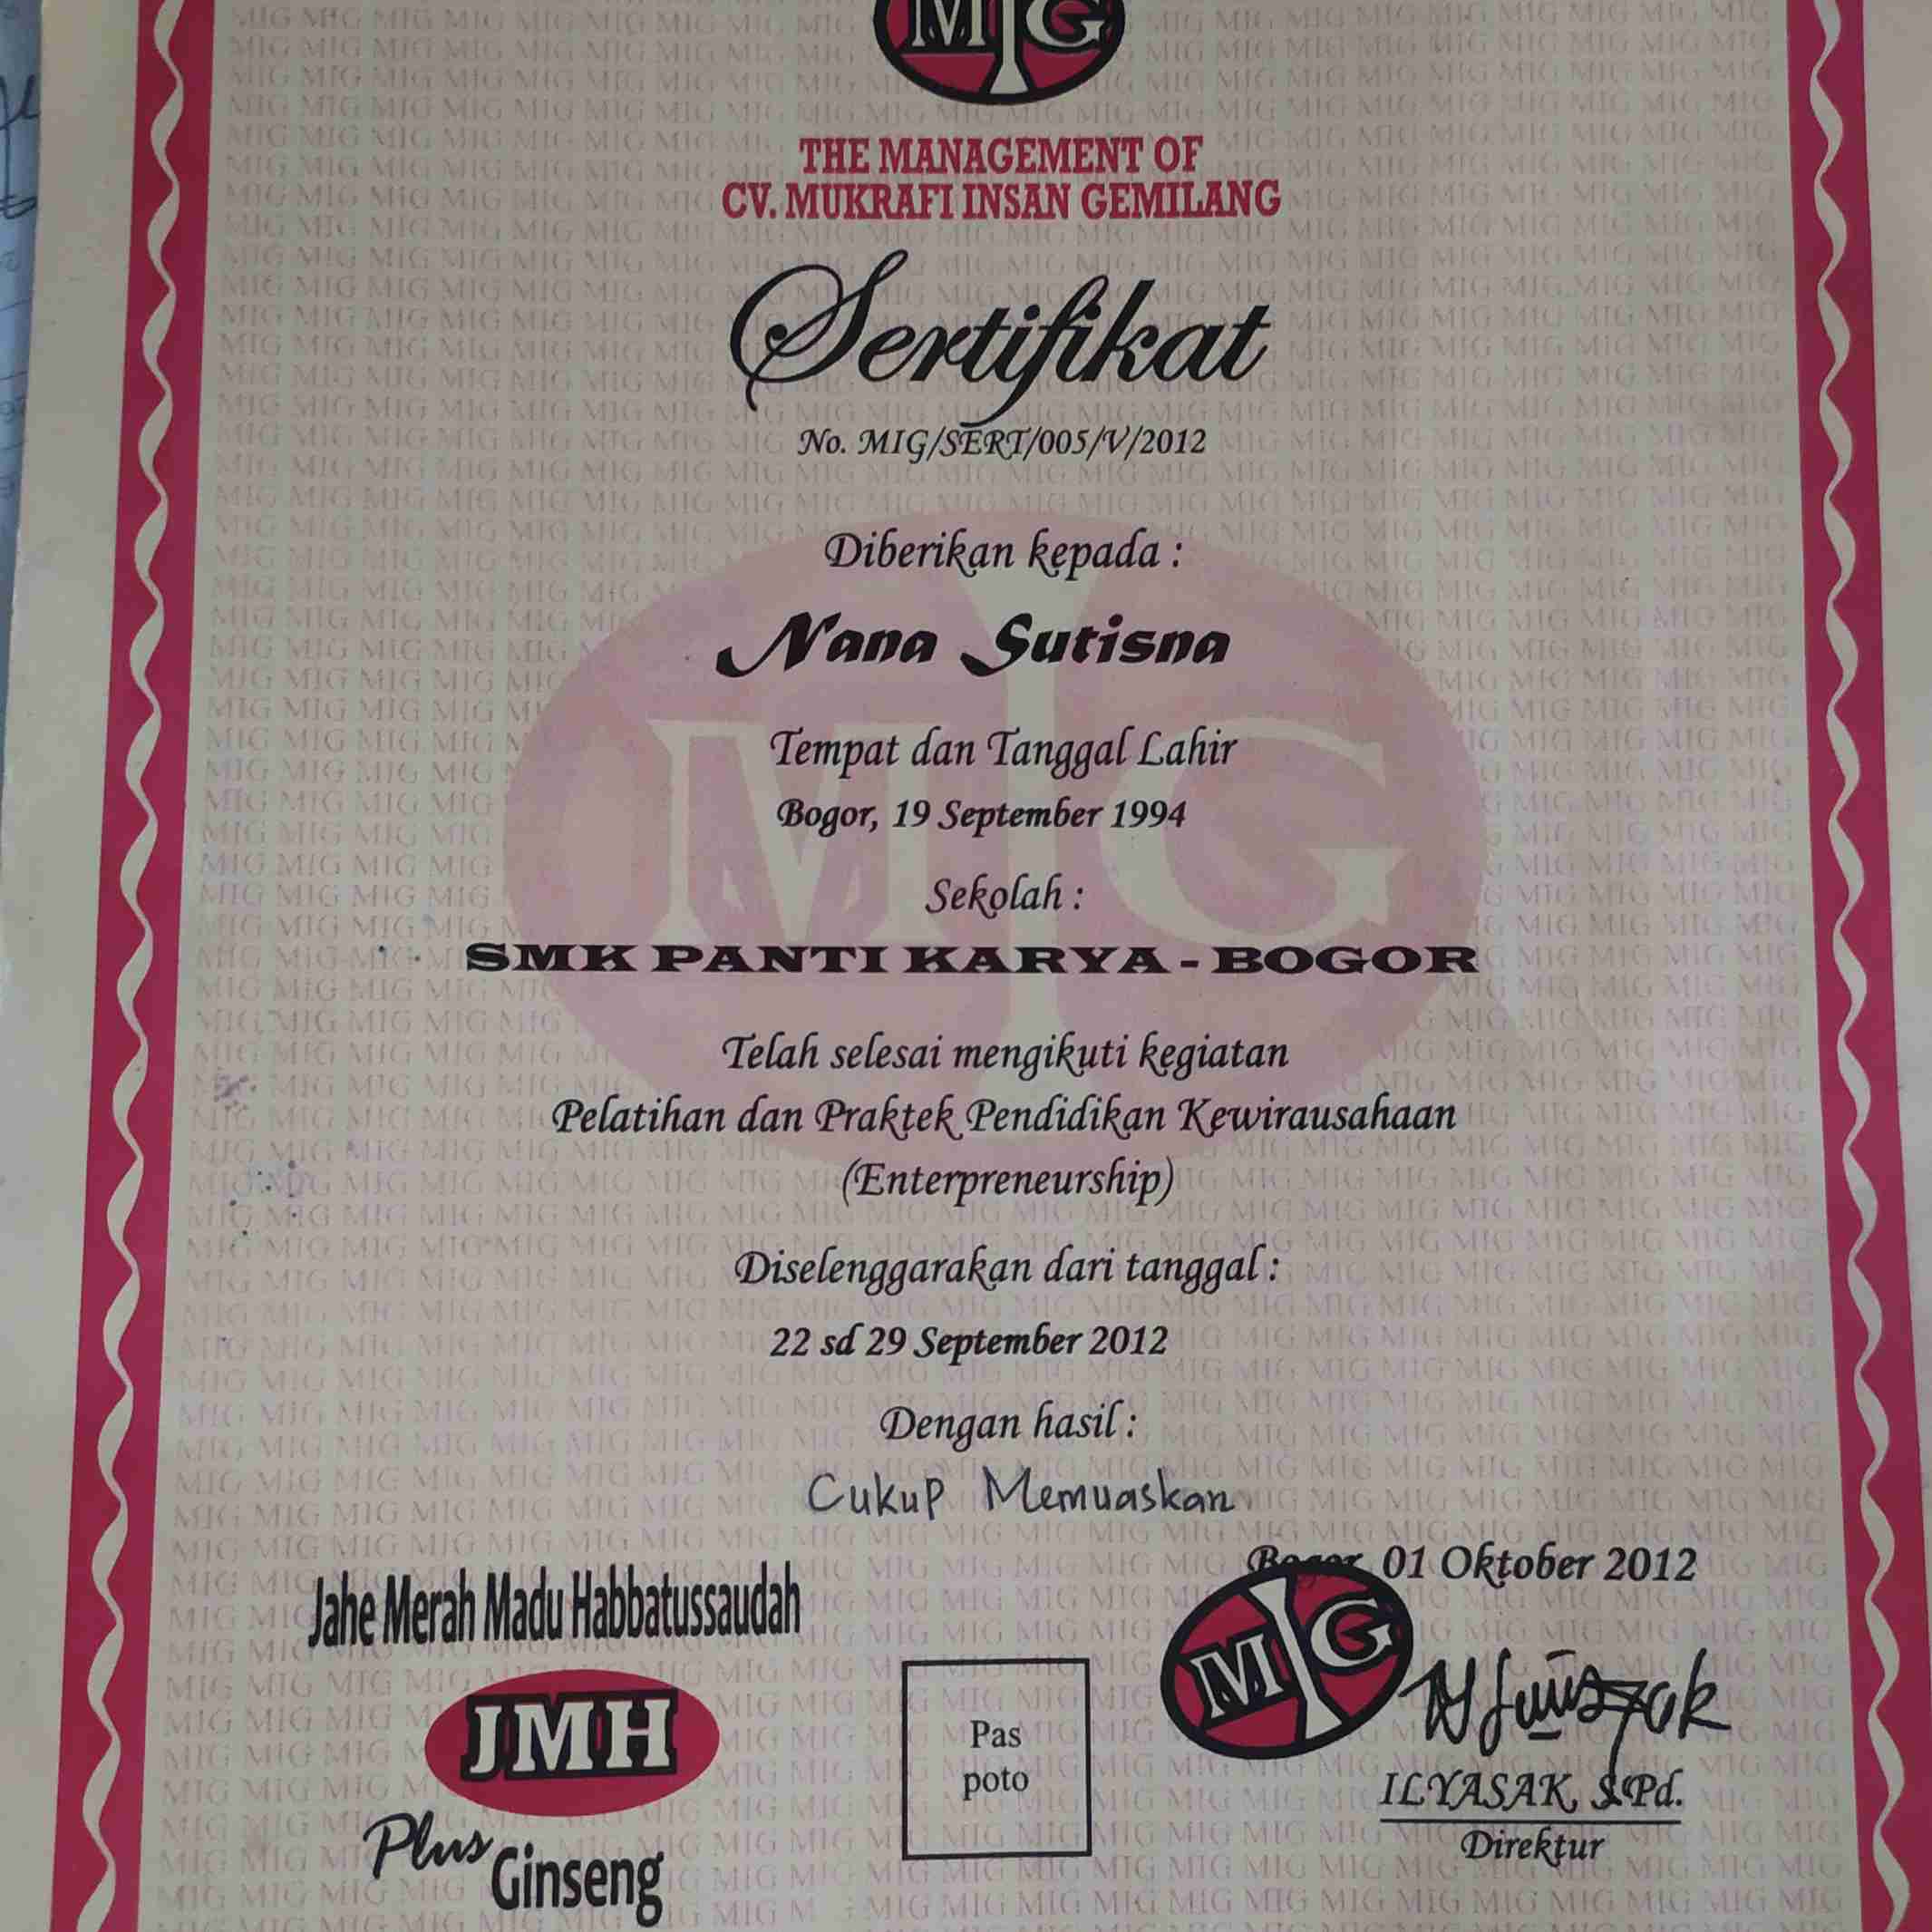 MIG
THE MANAGEMENT OF
CV. MUKRAFI INSAN GEMILANG
Sertifikat
No. MIG/SERT/005/V/2012
Diberikan kepada :
Nana Sutisna
Tempat dan Tanggal Lahir
Bogor, 19 September 1994
Sekolah :
SMK PANTI KARYA - BOGOR
Telah selesai mengikuti kegiatan
Pelatihan dan Praktek Pendidikan Kewirausahaan
(Enterpreneurship)
Diselenggarakan dari tanggal :
22 sd 29 September 2012
Dengan hasil :
Cukup Memuaskan
Bogor, 01 Oktober 2012
Jahe Merah Madu Habbatussaudah
JMH
Plus Ginseng
Pas
poto
MIG
ILYASAK, S.Pd.
Direktur